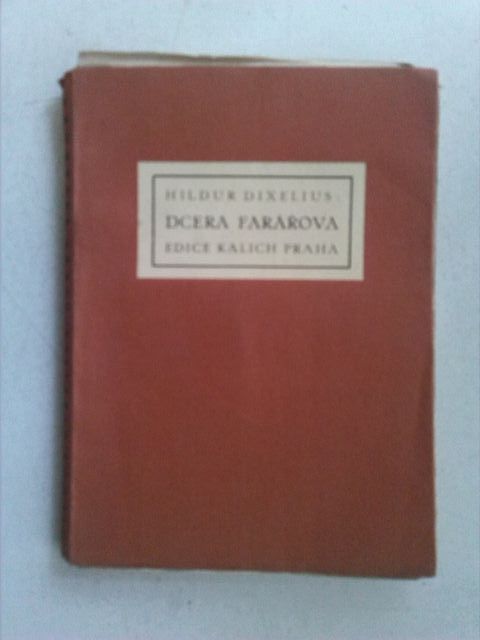 HILDUR DIXELIUS:
DCERA FARÁŘOVA
EDICE KALICH PRAHA